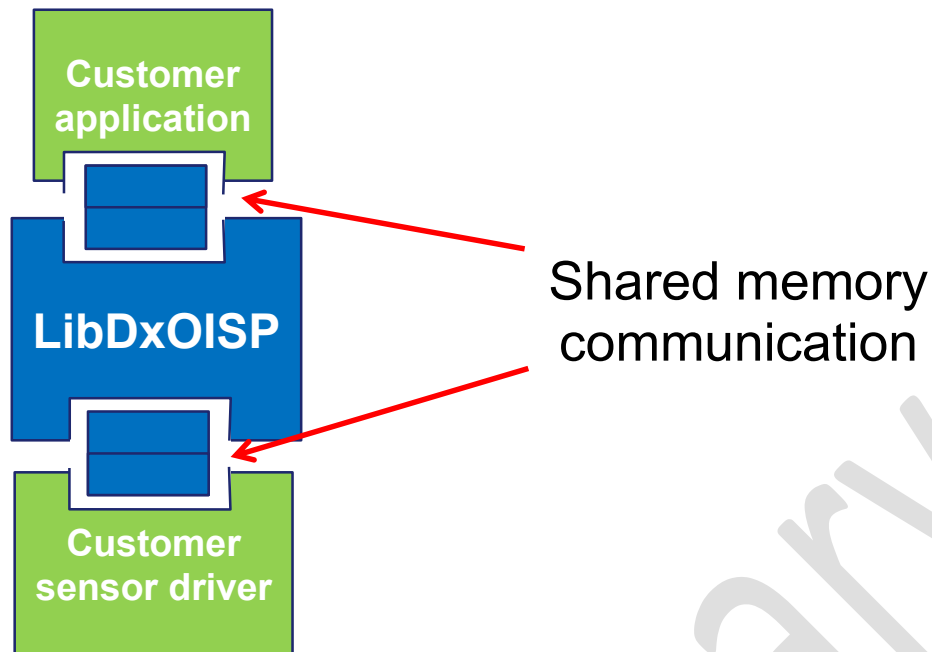 Customer
application
LibDxOISP
Shared memory
communication
Customer
sensor driver